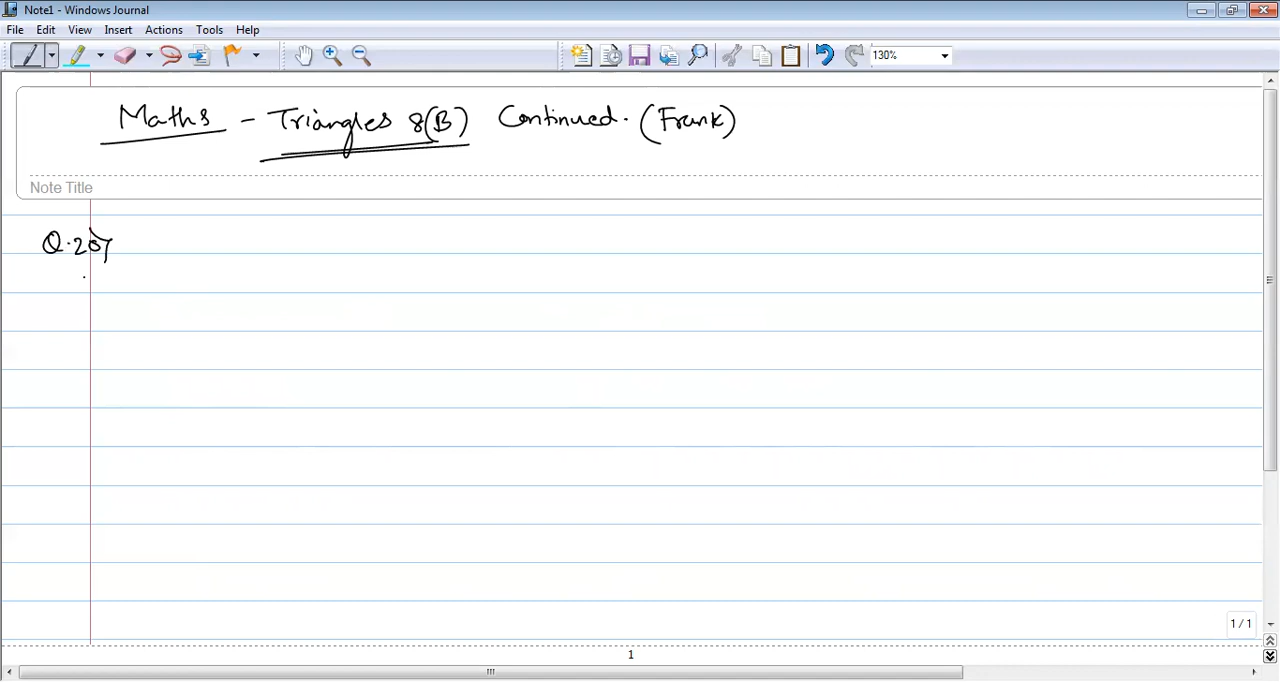 Note1 - Windows Journal
File Edit View Insert Actions Tools Help
130%
Maths - Triangles 8(B) Continued. (Frank)
Note Title
Q.20)
1 / 1
1